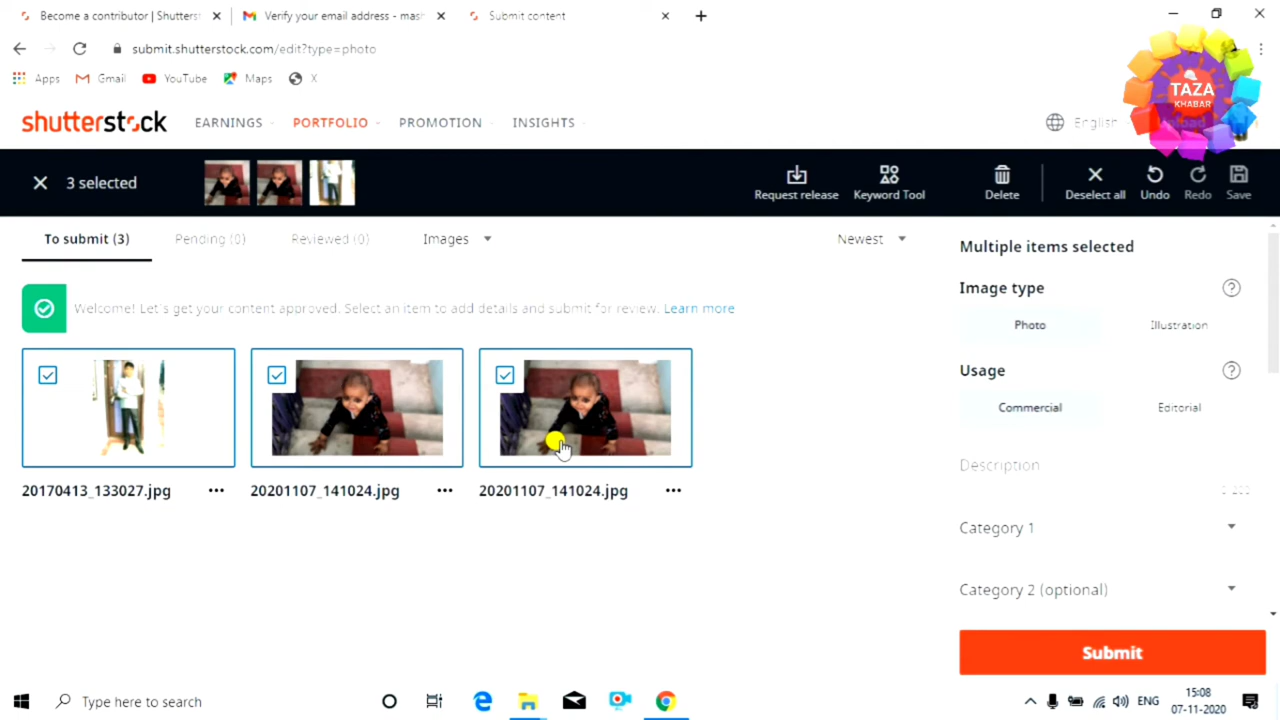 Become a contributor | Shutters
Verify your email address - mas
Submit content
submit.shutterstock.com/edit?type=photo
Apps
Gmail
YouTube
Maps
X
shutterstock
EARNINGS
PORTFOLIO
PROMOTION
INSIGHTS
English
TAZA
KHABAR
3 selected
Request release
Keyword Tool
Delete
Deselect all
Undo
Redo
Save
To submit (3)
Pending (0)
Reviewed (0)
Images
Newest
Multiple items selected
Welcome! Let's get your content approved. Select an item to add details and submit for review. Learn more
Image type
Photo
Illustration
Usage
Commercial
Editorial
Description
20170413_133027.jpg
20201107_141024.jpg
20201107_141024.jpg
Category 1
Category 2 (optional)
Submit
Type here to search
ENG
15:08
07-11-2020